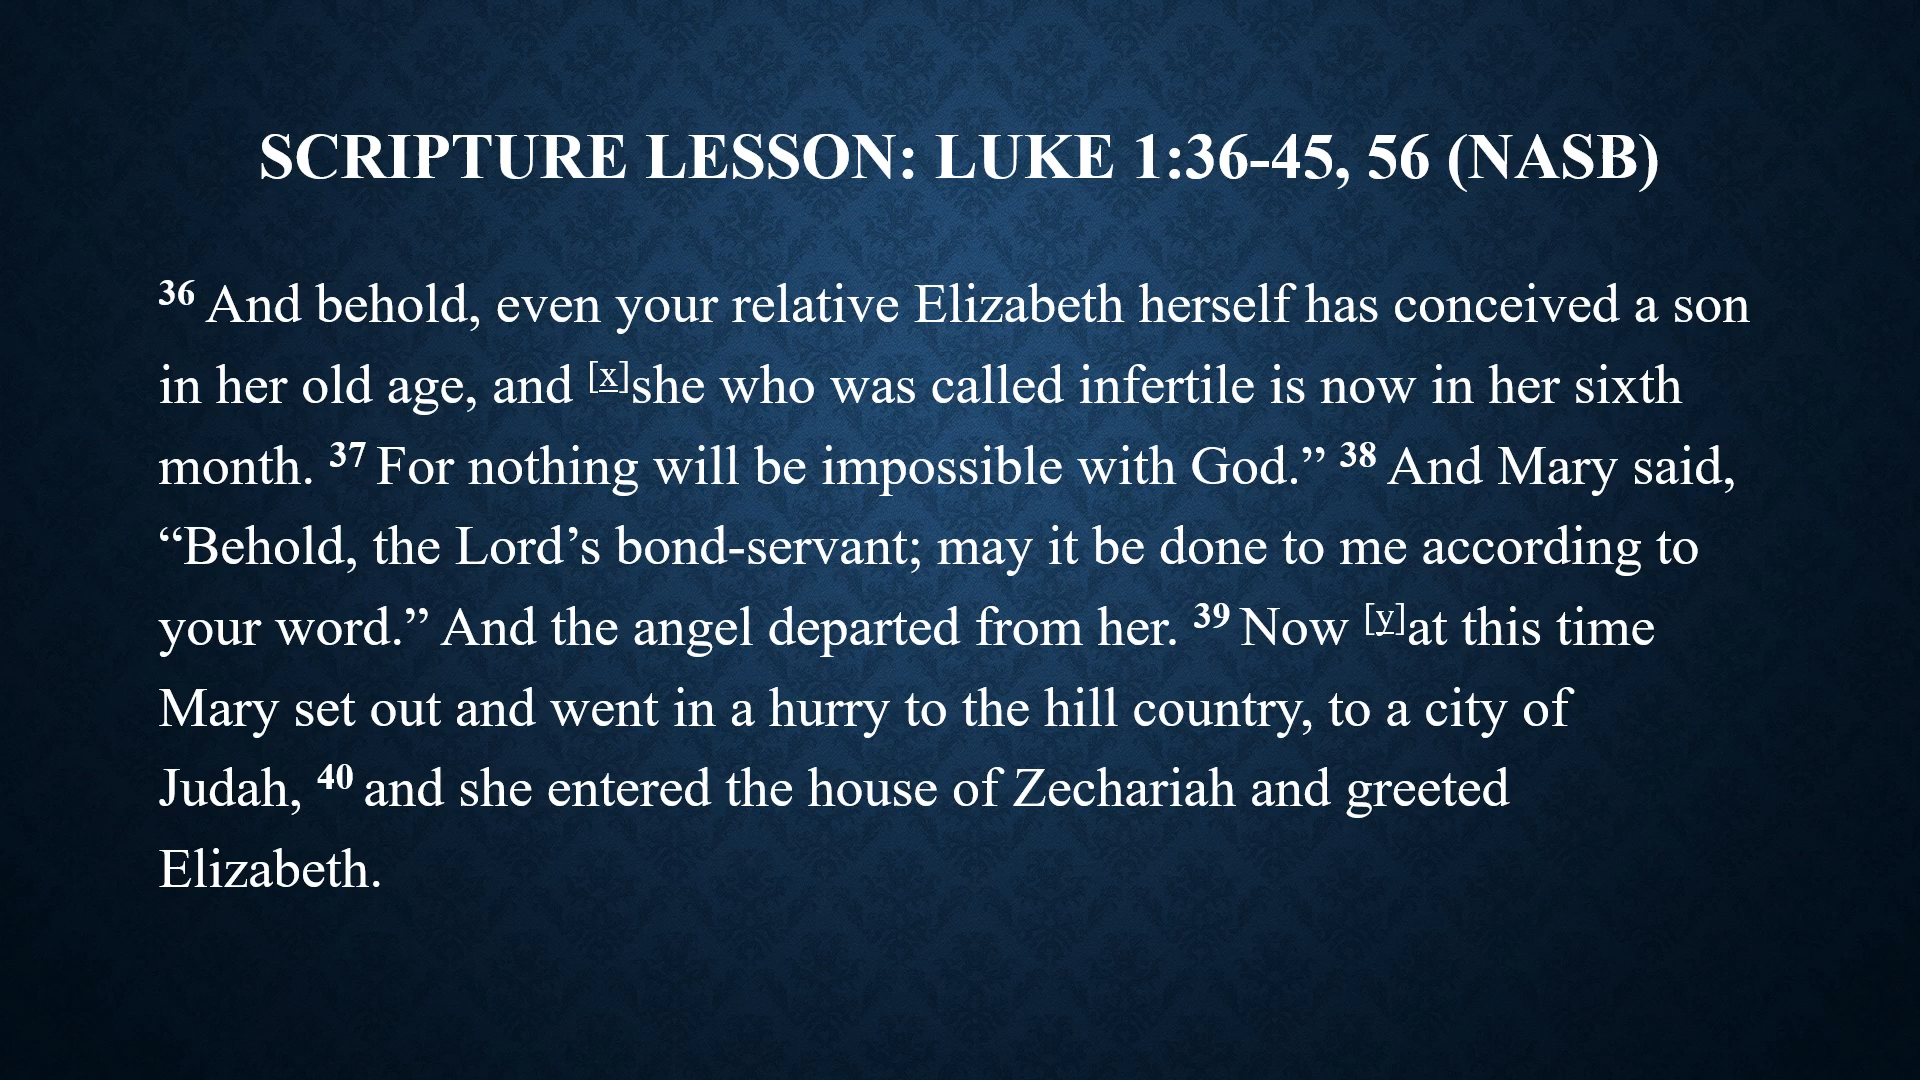 SCRIPTURE LESSON: LUKE 1:36-45, 56 (NASB)
36 And behold, even your relative Elizabeth herself has conceived a son
in her old age, and [x]she who was called infertile is now in her sixth
month. 37 For nothing will be impossible with God.” 38 And Mary said,
“Behold, the Lord’s bond-servant; may it be done to me according to
your word.” And the angel departed from her. 39 Now [y]at this time
Mary set out and went in a hurry to the hill country, to a city of
Judah, 40 and she entered the house of Zechariah and greeted
Elizabeth.